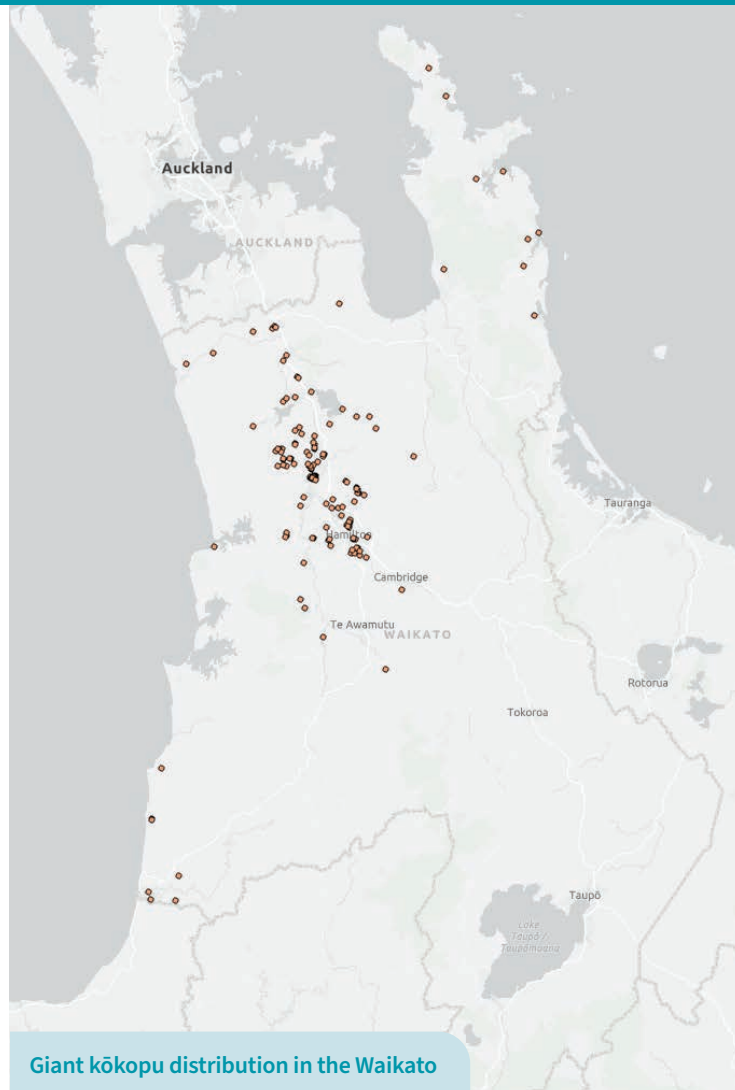 Auckland
AUCKLAND
Tauranga
Hamilton
Cambridge
Te Awamutu
WAIKATO
Rotorua
Tokoroa
Taupō
Lake
Taupō /
Taupōmoana
Giant kōkopu distribution in the Waikato